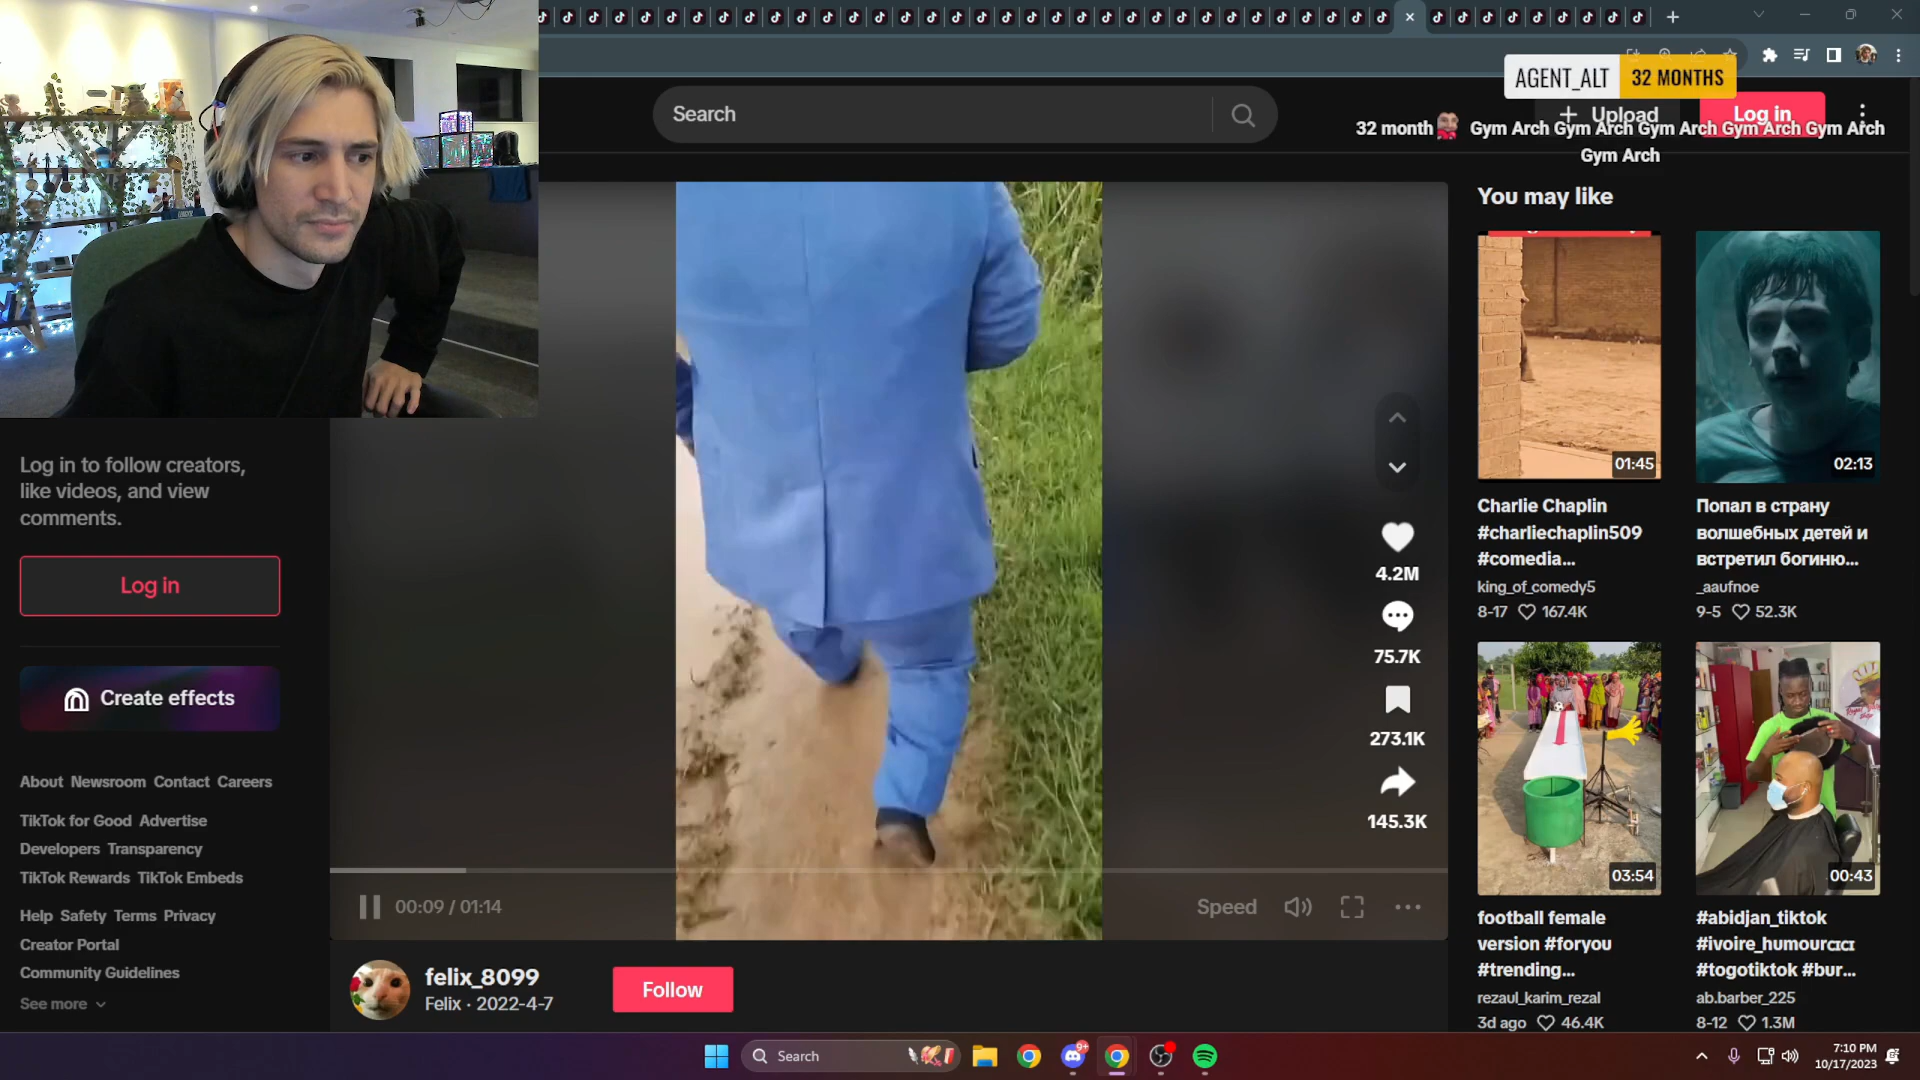 Search
AGENT_ALT 32 MONTHS
Upload
Log in
32 month Gym Arch Gym Arch Gym Arch Gym Arch Gym Arch
Gym Arch
Log in to follow creators,
like videos, and view
comments.
Log in
Create effects
About Newsroom Contact Careers
TikTok for Good Advertise
Developers Transparency
TikTok Rewards TikTok Embeds
Help Safety Terms Privacy
Creator Portal
Community Guidelines
See more
4.2M
75.7K
273.1K
145.3K
00:09 / 01:14
Speed
felix_8099
Felix · 2022-4-7
Follow
You may like
01:45
Charlie Chaplin
#charliechaplin509
#comedia...
king_of_comedy5
8-17 167.4K
02:13
Попал в страну
волшебных детей и
встретил богиню...
_aaufnoe
9-5 52.3K
03:54
football female
version #foryou
#trending...
rezaul_karim_rezal
3d ago 46.4K
00:43
#abidjan_tiktok
#ivoire_humourcɪcɪ
#togotiktok #bur...
ab.barber_225
8-12 1.3M
Search
9+
7:10 PM
10/17/2023